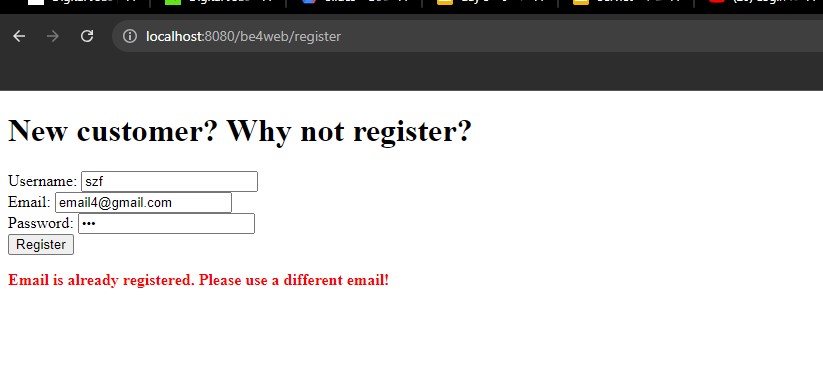 localhost:8080/be4web/register
New customer? Why not register?
Username: szf
Email: email4@gmail.com
Password: •••
Register
Email is already registered. Please use a different email!